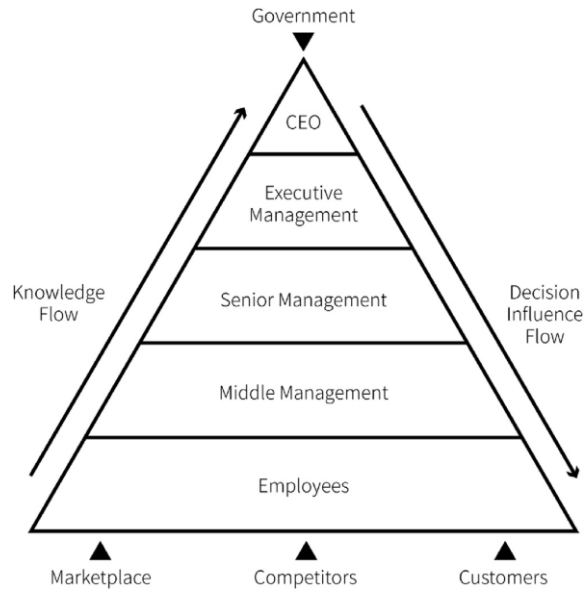 Government
CEO
Executive
Management
Knowledge
Flow
Senior Management
Decision
Influence
Flow
Middle Management
Employees
Marketplace
Competitors
Customers